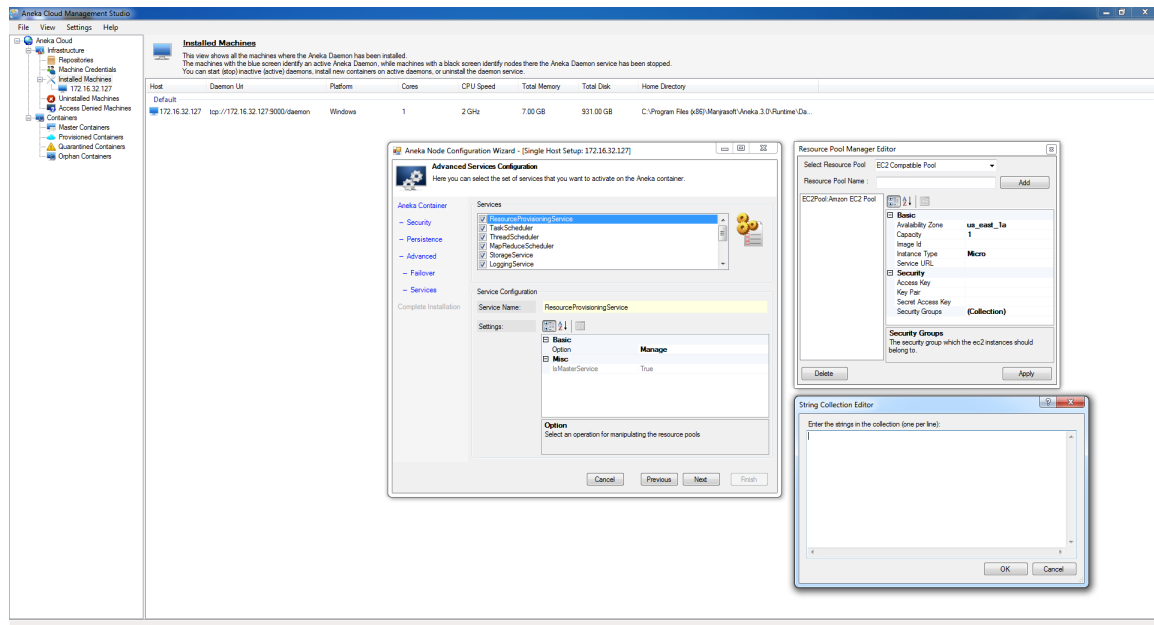 Aneka Cloud Management Studio
File View Settings Help
Aneka Cloud
Infrastructure
Repositories
Machine Credentials
Installed Machines
172.16.32.127
Uninstalled Machines
Access Denied Machines
Containers
Master Containers
Provisioned Containers
Quarantined Containers
Orphan Containers
Installed Machines
This view shows all the machines where the Aneka Daemon has been installed.
The machines with the blue screen identify an active Aneka Daemon, while machines with a black screen identify nodes there the Aneka Daemon service has been stopped.
You can start (stop) inactive (active) daemons, install new containers on active daemons, or uninstall the daemon service.
Host Daemon Url Platform Cores CPU Speed Total Memory Total Disk Home Directory
Default
172.16.32.127 tcp://172.16.32.127:9000/daemon Windows 1 2 GHz 7.00 GB 931.00 GB C:\Program Files (x86)\Manjrasoft\Aneka.3.0\Runtime\Da...
Aneka Node Configuration Wizard - [Single Host Setup: 172.16.32.127]
Advanced Services Configuration
Here you can select the set of services that you want to activate on the Aneka container.
Aneka Container
– Security
– Persistence
– Advanced
– Failover
– Services
Complete Installation
Services
ResourceProvisioningService
TaskScheduler
ThreadScheduler
MapReduceScheduler
StorageService
LoggingService
Service Configuration
Service Name: ResourceProvisioningService
Settings:
Basic
Option Manage
Misc
IsMasterService True
Option
Select an operation for manipulating the resource pools
Cancel Previous Next Finish
Resource Pool Manager Editor
Select Resource Pool EC2 Compatible Pool
Resource Pool Name : Add
EC2Pool:Amzon EC2 Pool
Basic
Avalability Zone us_east_1a
Capacity 1
Image Id
Instance Type Micro
Service URL
Security
Access Key
Key Pair
Secret Access Key
Security Groups (Collection)
Security Groups
The security group which the ec2 instances should
belong to.
Delete Apply
String Collection Editor
Enter the strings in the collection (one per line):
OK Cancel